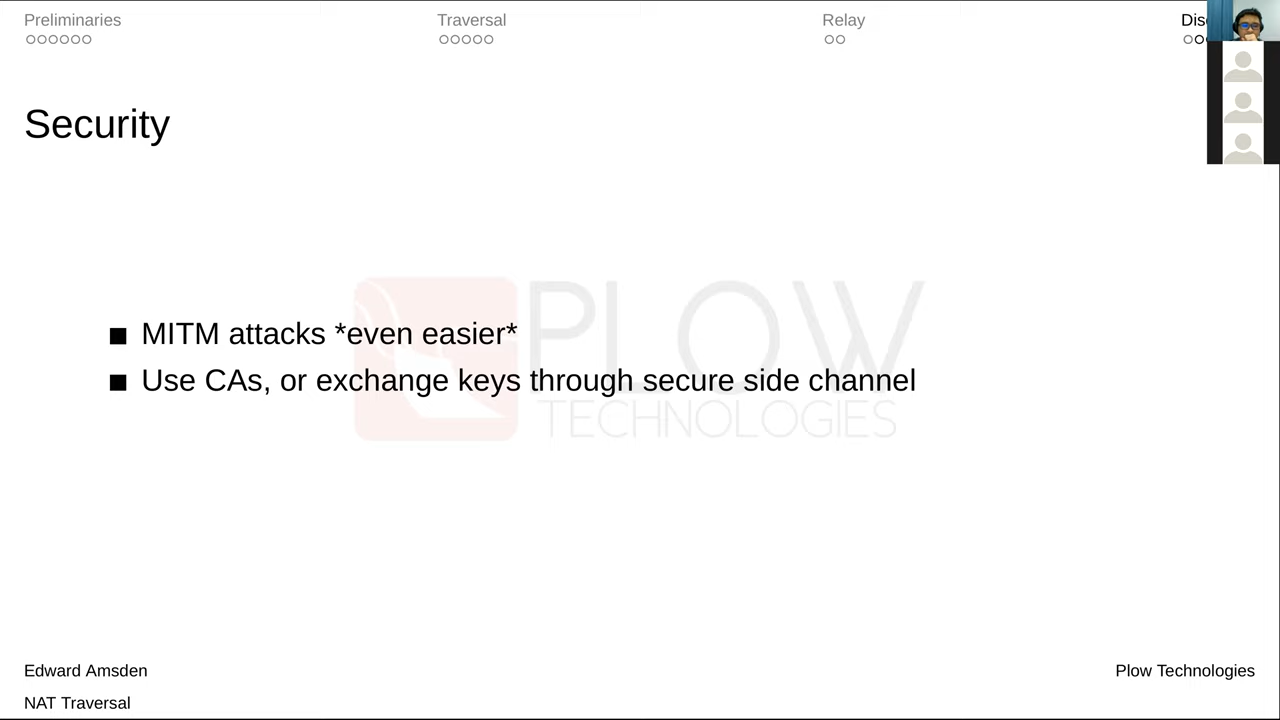 Preliminaries
Traversal
Relay
Security
PLOW
TECHNOLOGIES
■ MITM attacks *even easier*
■ Use CAs, or exchange keys through secure side channel
Edward Amsden
Plow Technologies
NAT Traversal